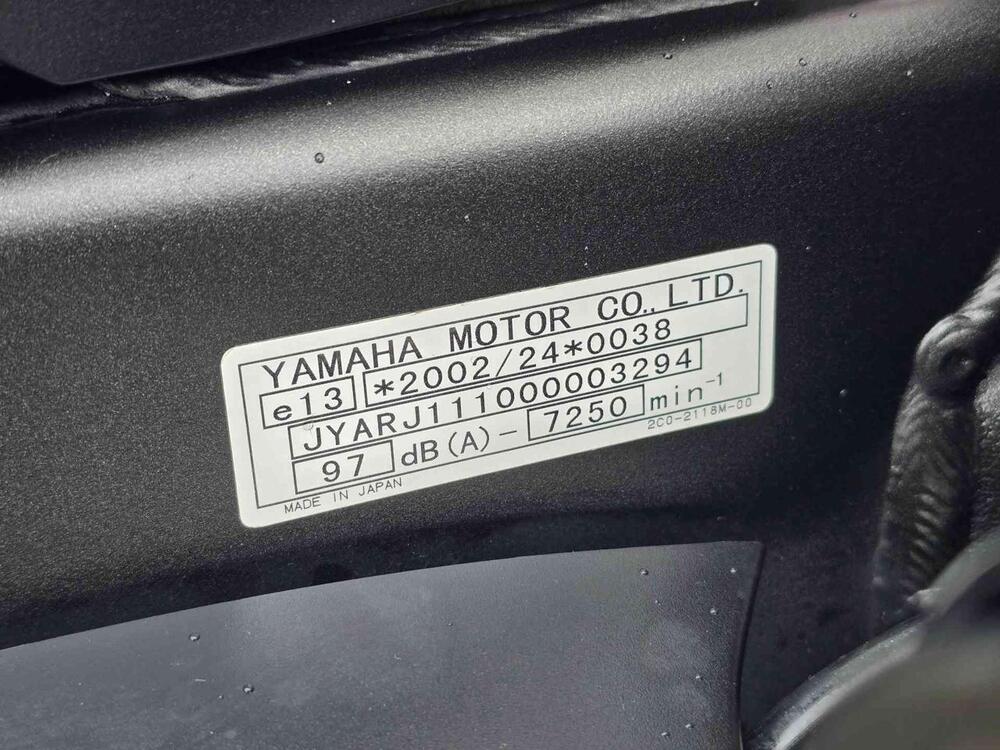 YAMAHA MOTOR CO., LTD.
e13 *2002/24*0038
JYARJ111000003294
97 dB(A)- 7250 min-1
MADE IN JAPAN 2C0-2118M-00